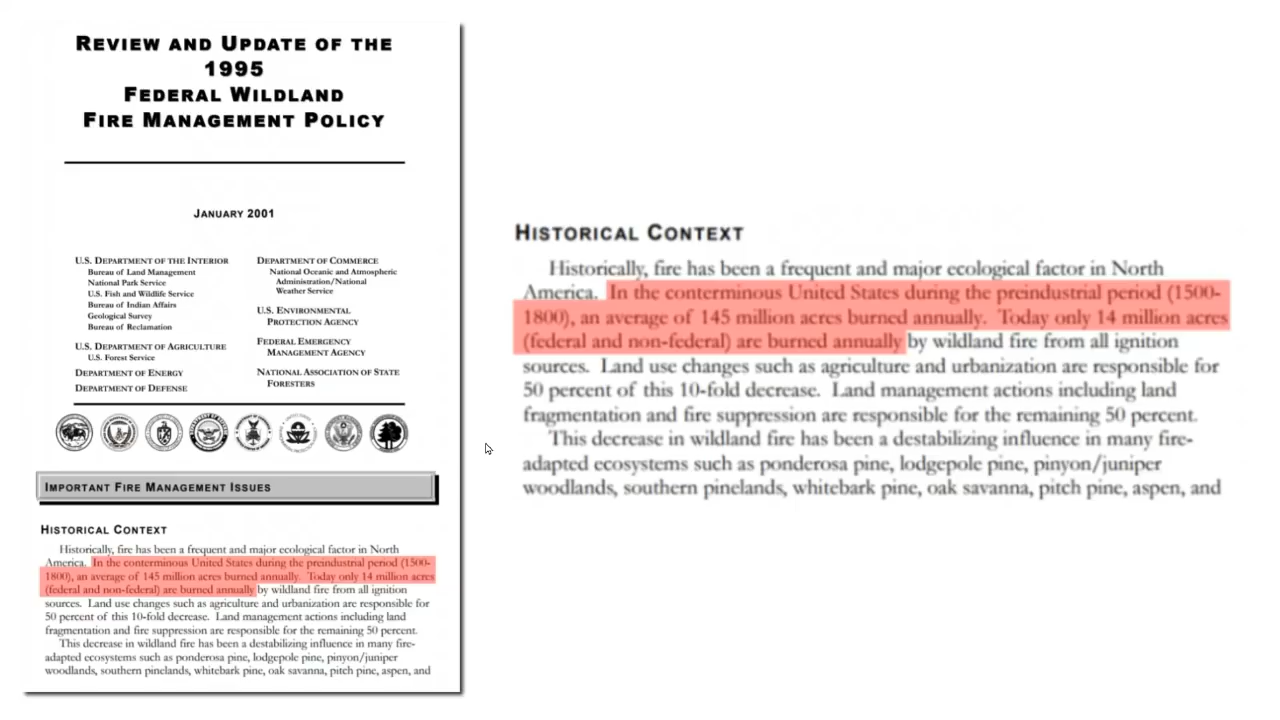 REVIEW AND UPDATE OF THE
1995
FEDERAL WILDLAND
FIRE MANAGEMENT POLICY
JANUARY 2001
U.S. DEPARTMENT OF THE INTERIOR
Bureau of Land Management
National Park Service
U.S. Fish and Wildlife Service
Bureau of Indian Affairs
Geological Survey
Bureau of Reclamation
U.S. DEPARTMENT OF AGRICULTURE
U.S. Forest Service
DEPARTMENT OF ENERGY
DEPARTMENT OF DEFENSE
DEPARTMENT OF COMMERCE
National Oceanic and Atmospheric
Administration/National
Weather Service
U.S. ENVIRONMENTAL
PROTECTION AGENCY
FEDERAL EMERGENCY
MANAGEMENT AGENCY
NATIONAL ASSOCIATION OF STATE
FORESTERS
IMPORTANT FIRE MANAGEMENT ISSUES
HISTORICAL CONTEXT
Historically, fire has been a frequent and major ecological factor in North
America. In the conterminous United States during the preindustrial period (1500-
1800), an average of 145 million acres burned annually. Today only 14 million acres
(federal and non-federal) are burned annually by wildland fire from all ignition
sources. Land use changes such as agriculture and urbanization are responsible for
50 percent of this 10-fold decrease. Land management actions including land
fragmentation and fire suppression are responsible for the remaining 50 percent.
This decrease in wildland fire has been a destabilizing influence in many fire-
adapted ecosystems such as ponderosa pine, lodgepole pine, pinyon/juniper
woodlands, southern pinelands, whitebark pine, oak savanna, pitch pine, aspen, and
HISTORICAL CONTEXT
Historically, fire has been a frequent and major ecological factor in North
America. In the conterminous United States during the preindustrial period (1500-
1800), an average of 145 million acres burned annually. Today only 14 million acres
(federal and non-federal) are burned annually by wildland fire from all ignition
sources. Land use changes such as agriculture and urbanization are responsible for
50 percent of this 10-fold decrease. Land management actions including land
fragmentation and fire suppression are responsible for the remaining 50 percent.
This decrease in wildland fire has been a destabilizing influence in many fire-
adapted ecosystems such as ponderosa pine, lodgepole pine, pinyon/juniper
woodlands, southern pinelands, whitebark pine, oak savanna, pitch pine, aspen, and